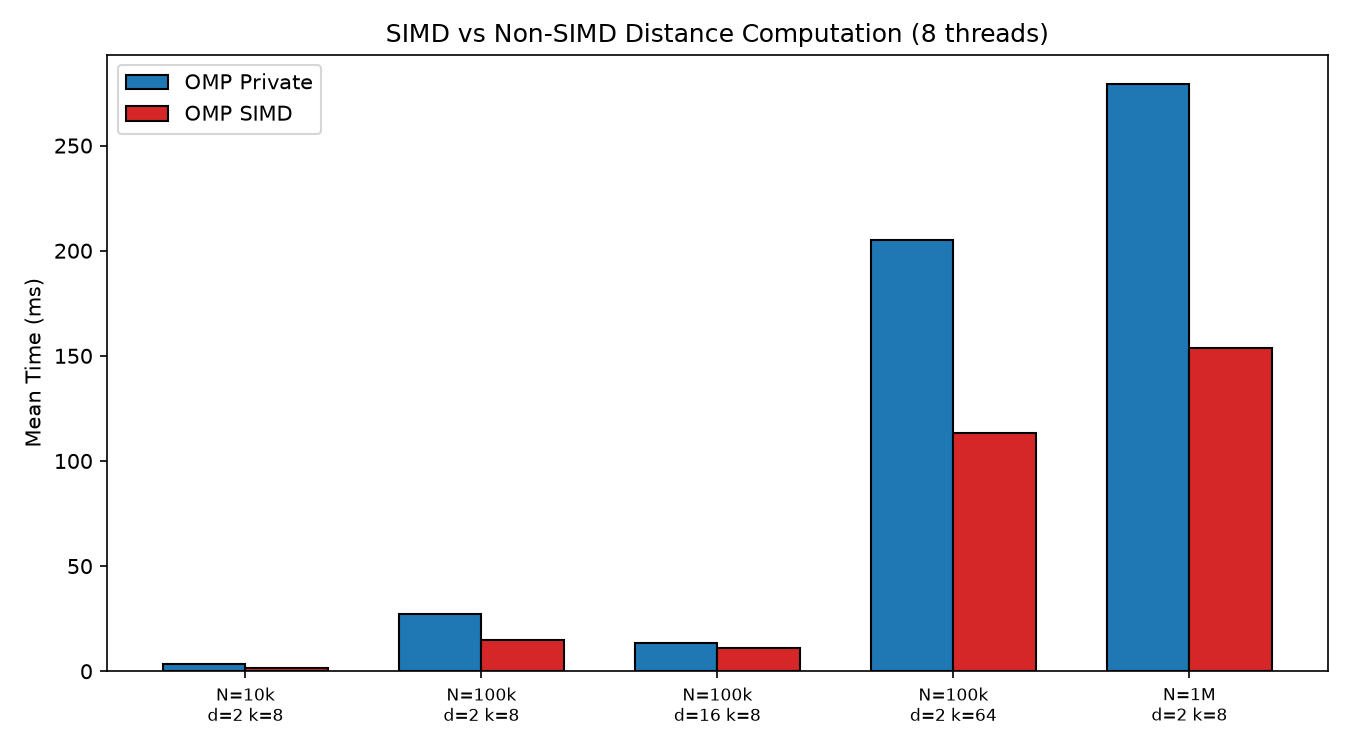 SIMD vs Non-SIMD Distance Computation (8 threads)
OMP Private
OMP SIMD
Mean Time (ms)
250
200
150
100
50
0
N=10k
d=2 k=8
N=100k
d=2 k=8
N=100k
d=16 k=8
N=100k
d=2 k=64
N=1M
d=2 k=8